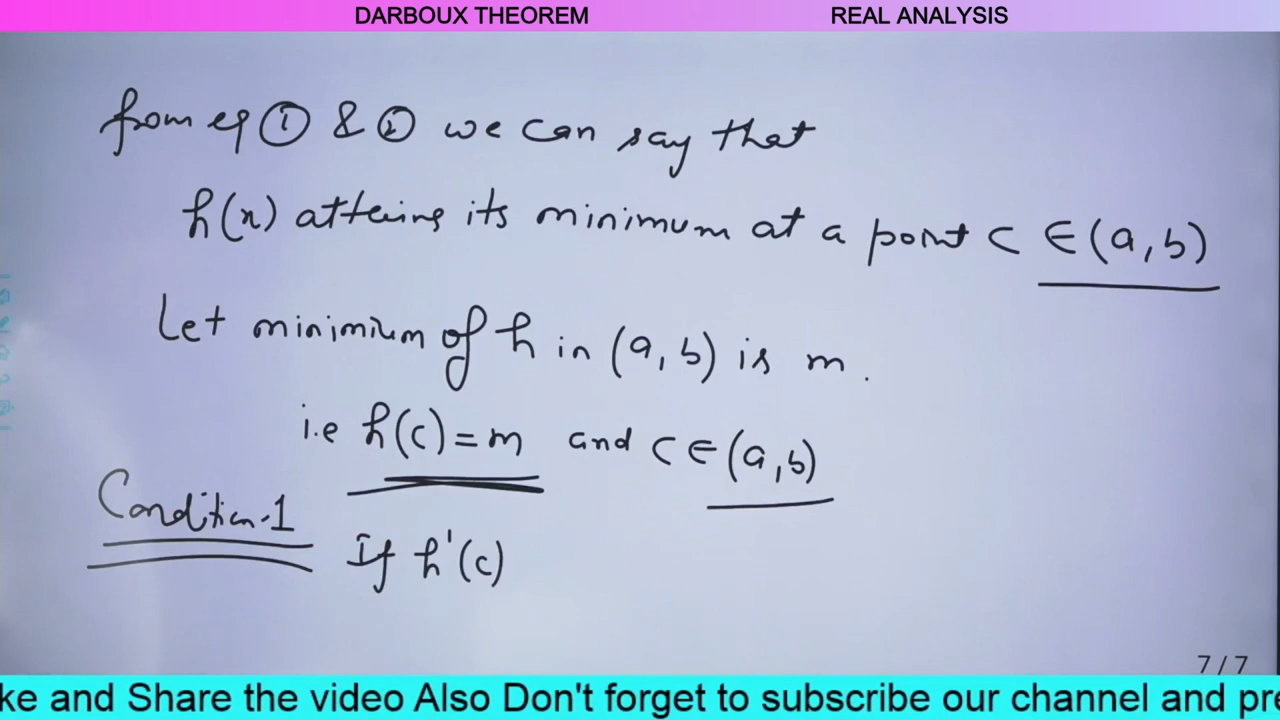 DARBOUX THEOREM REAL ANALYSIS
from eq ① & ② we can say that
h(x) attains its minimum at a point c ∈ (a, b)
Let minimum of h in (a, b) is m.
i.e h(c) = m and c ∈ (a, b)
Condition-1
If h'(c)
7 / 7
ke and Share the video Also Don't forget to subscribe our channel and pre